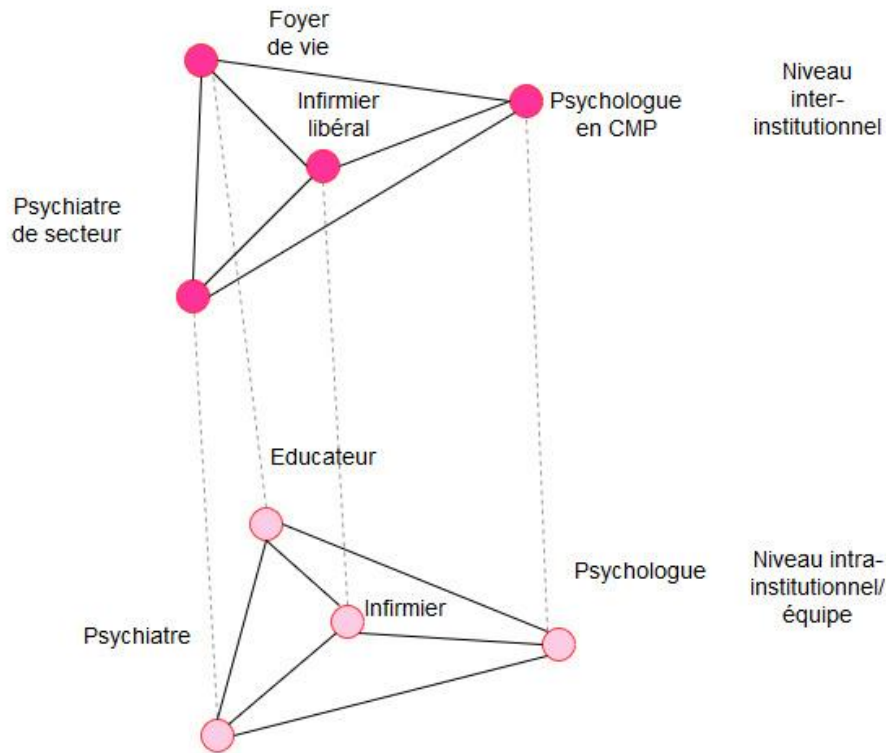 Foyer
de vie
Infirmier
libéral
Psychologue
en CMP
Niveau
inter-
institutionnel
Psychiatre
de secteur
Educateur
Psychologue
Niveau intra-
institutionnel/
équipe
Infirmier
Psychiatre